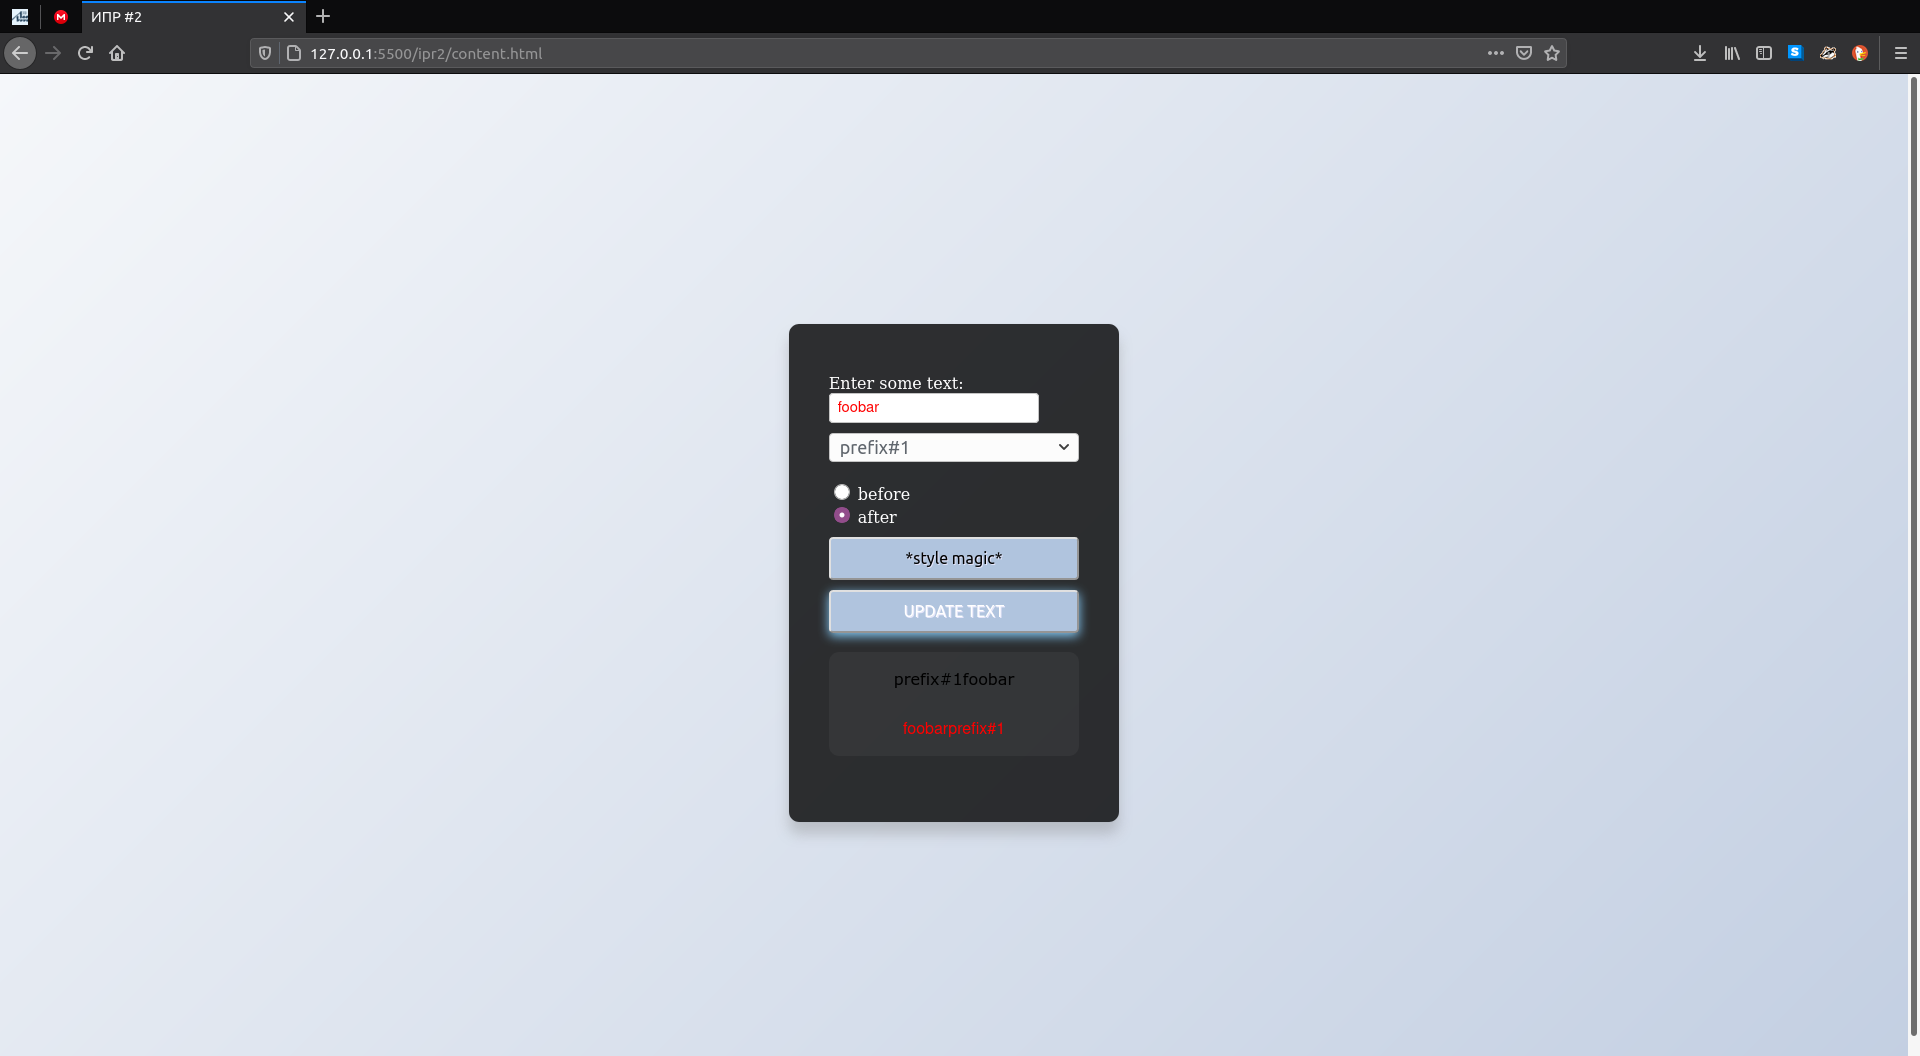 ИПР #2
127.0.0.1:5500/ipr2/content.html
Enter some text:
foobar
prefix#1
before
after
*style magic*
UPDATE TEXT
prefix#1foobar
foobarprefix#1